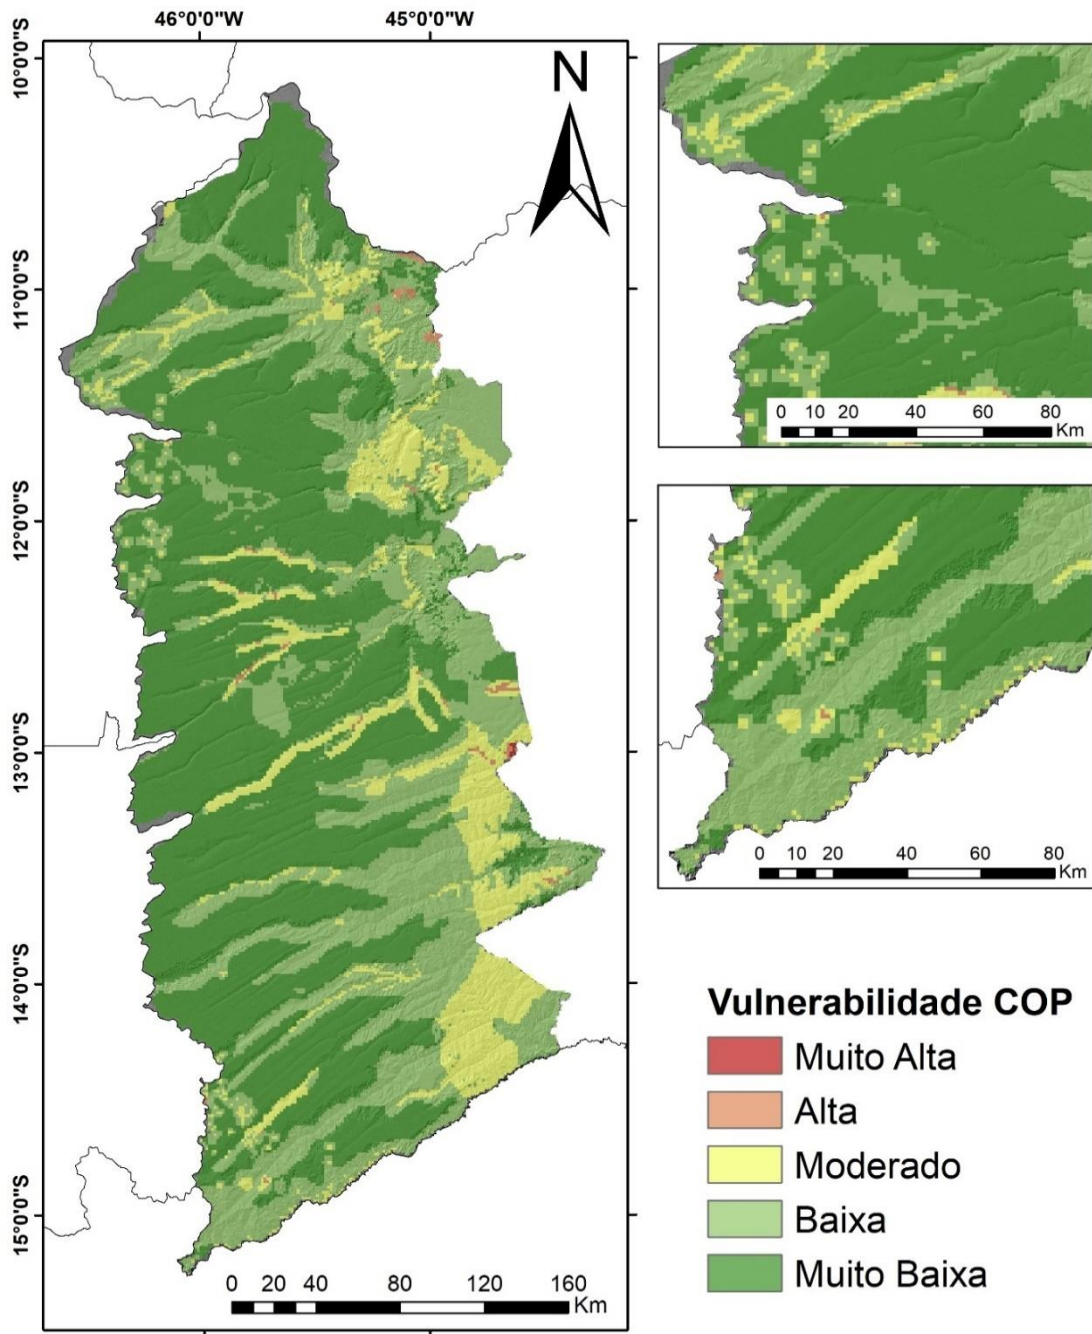 46°0'0"W
45°0'0"W
10°0'0"S
11°0'0"S
12°0'0"S
13°0'0"S
14°0'0"S
15°0'0"S
N
0 20 40 80 120 160
Km
0 10 20 40 60 80
Km
0 10 20 40 60 80
Km
Vulnerabilidade COP
Muito Alta
Alta
Moderado
Baixa
Muito Baixa